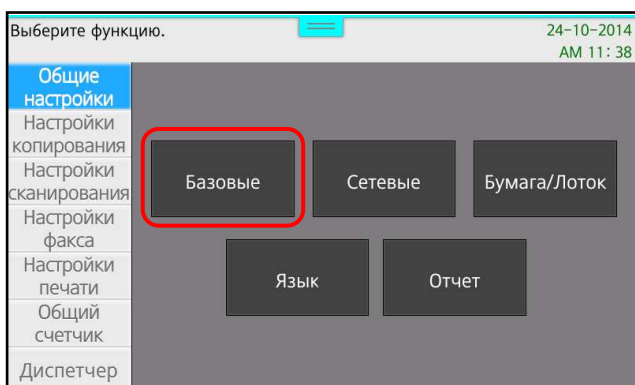 Выберите функцию.
24-10-2014
AM 11:38
Общие
настройки
Настройки
копирования
Настройки
сканирования
Настройки
факса
Настройки
печати
Общий
счетчик
Диспетчер
Базовые
Сетевые
Бумага/Лоток
Язык
Отчет